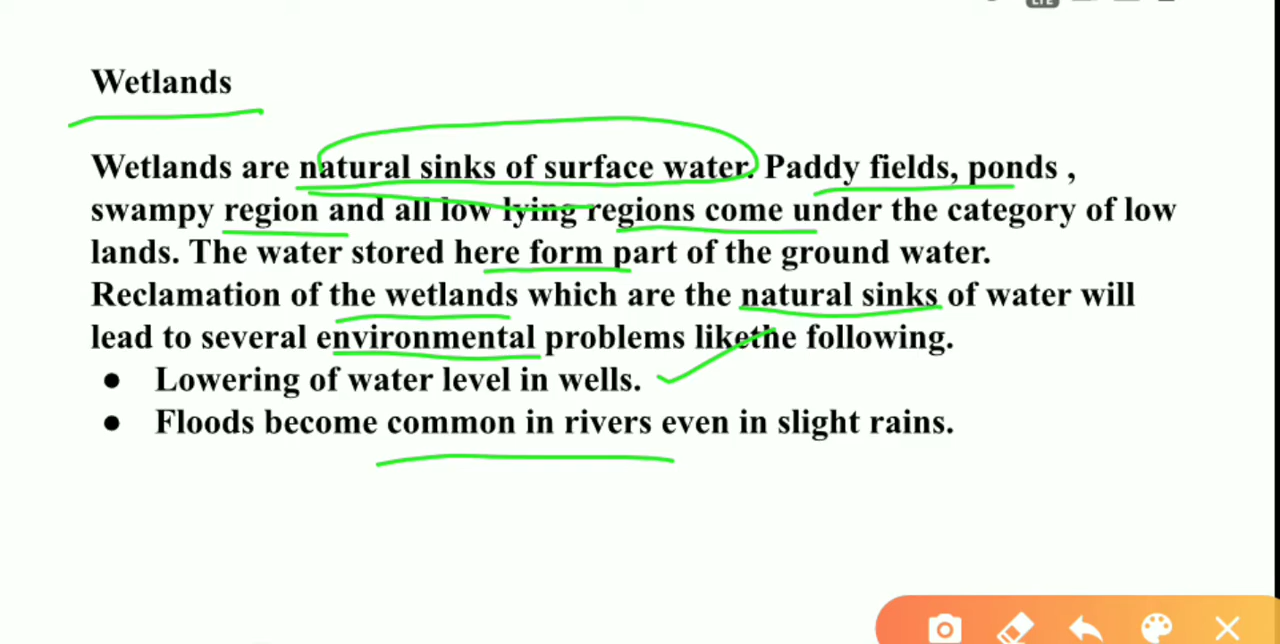 LTE
Wetlands
Wetlands are natural sinks of surface water. Paddy fields, ponds ,
swampy region and all low lying regions come under the category of low
lands. The water stored here form part of the ground water.
Reclamation of the wetlands which are the natural sinks of water will
lead to several environmental problems likethe following.
● Lowering of water level in wells.
● Floods become common in rivers even in slight rains.